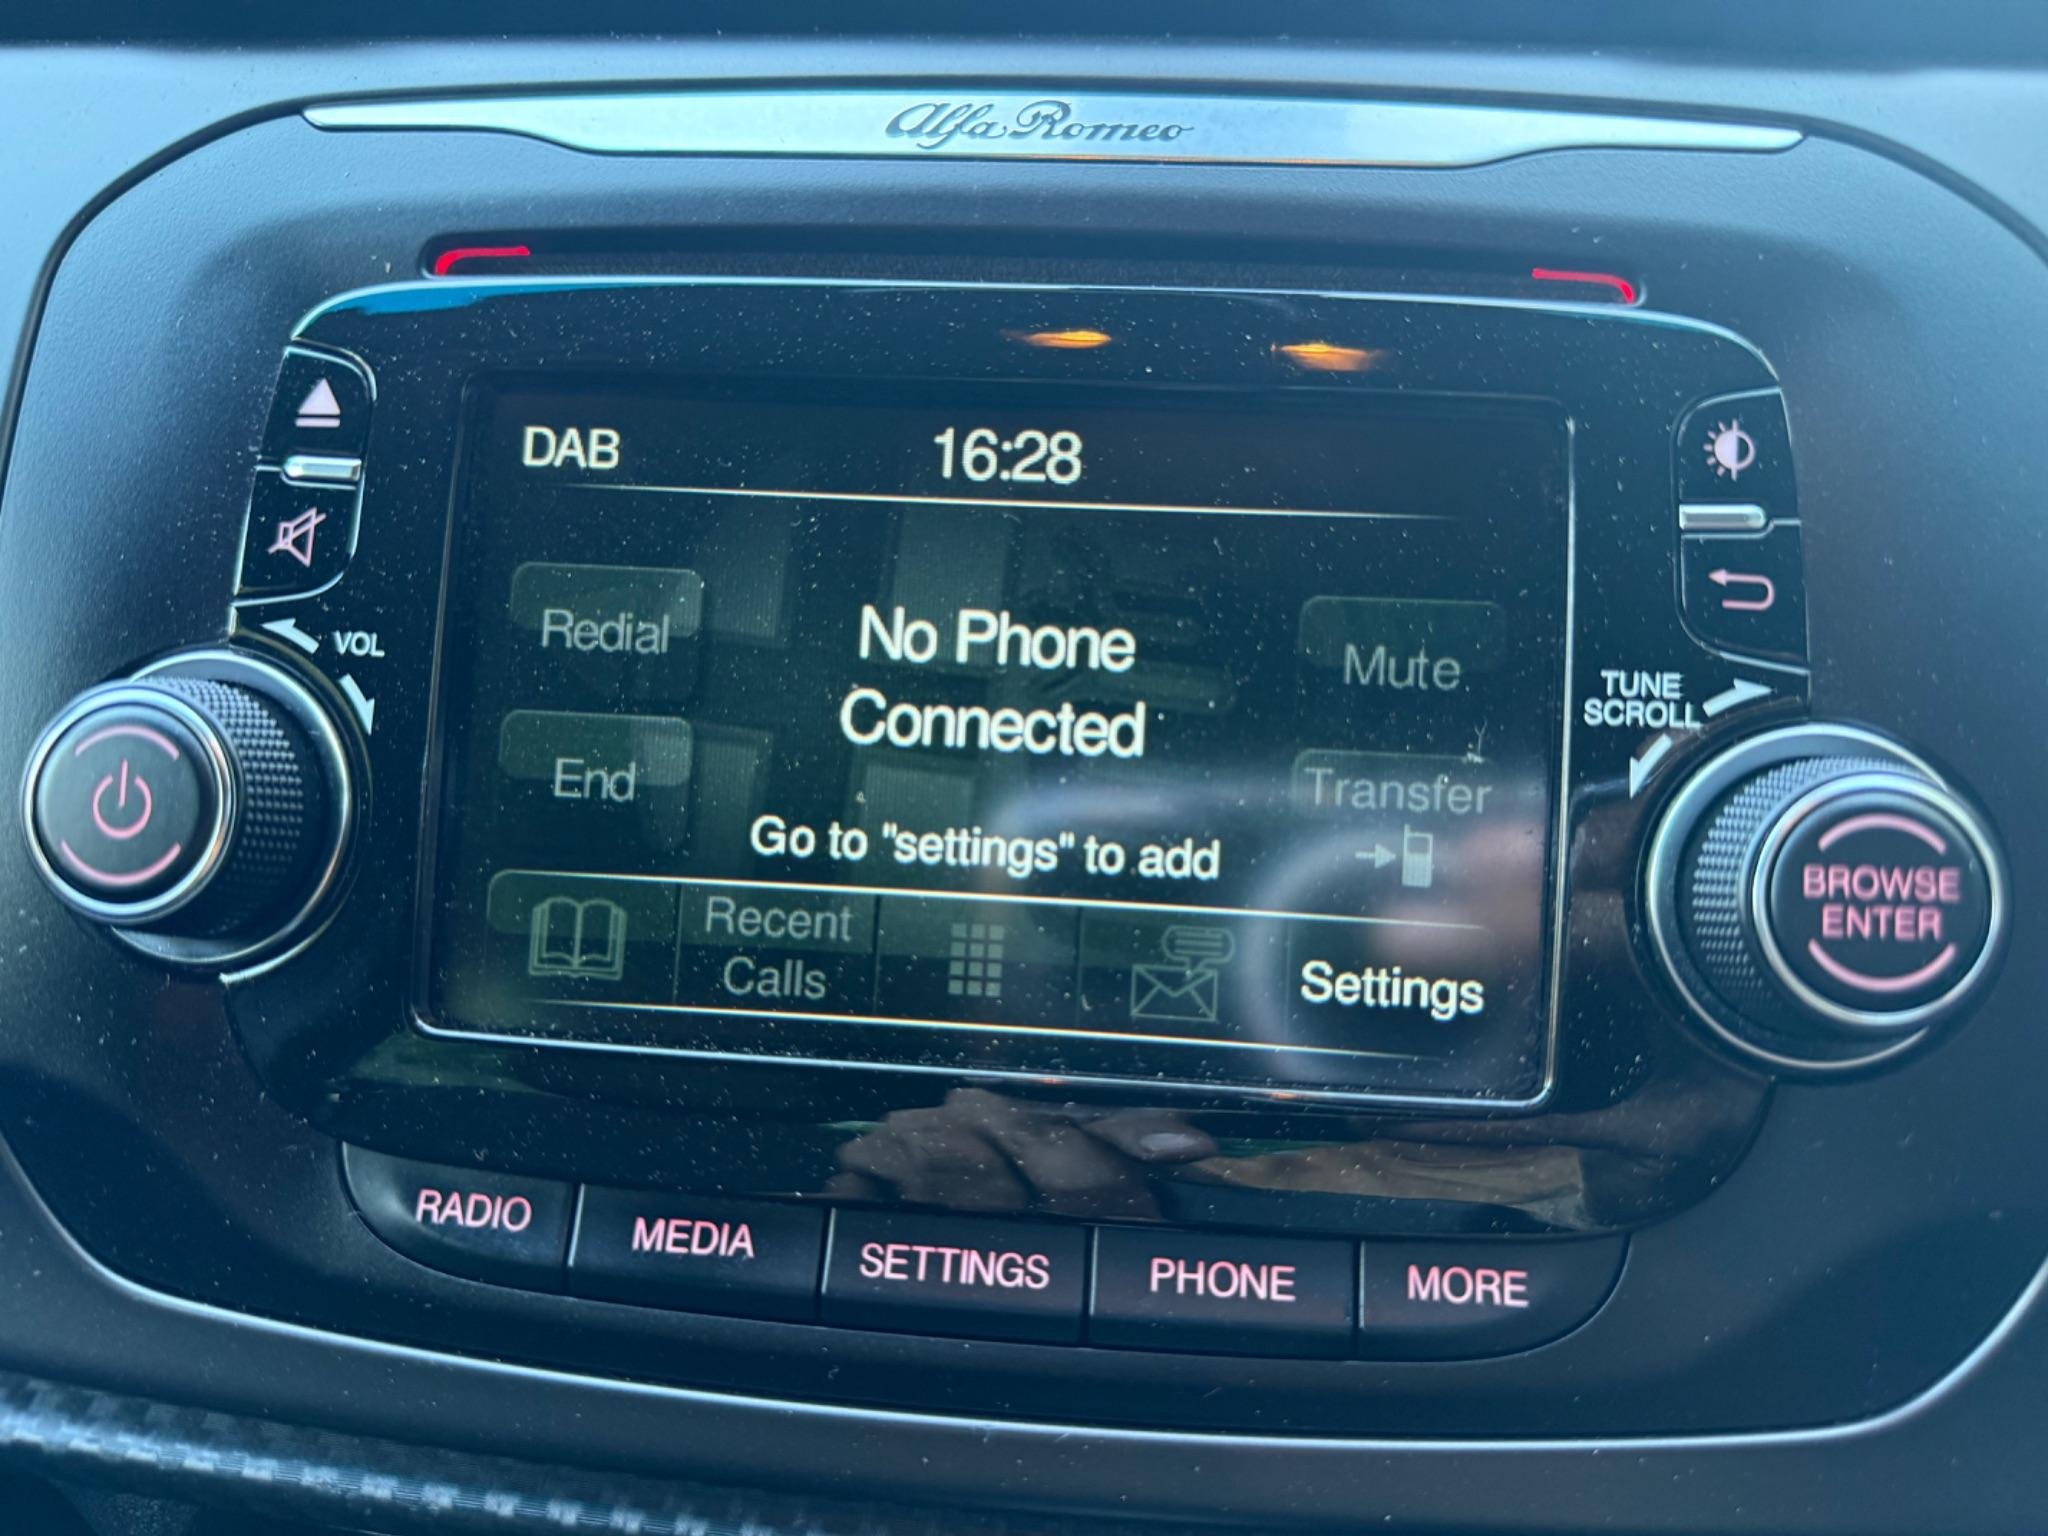 Alfa Romeo
DAB
16:28
VOL
Redial
No Phone
Connected
Mute
TUNE
SCROLL
End
Transfer
Go to "settings" to add
BROWSE
ENTER
Recent
Calls
Settings
RADIO
MEDIA
SETTINGS
PHONE
MORE